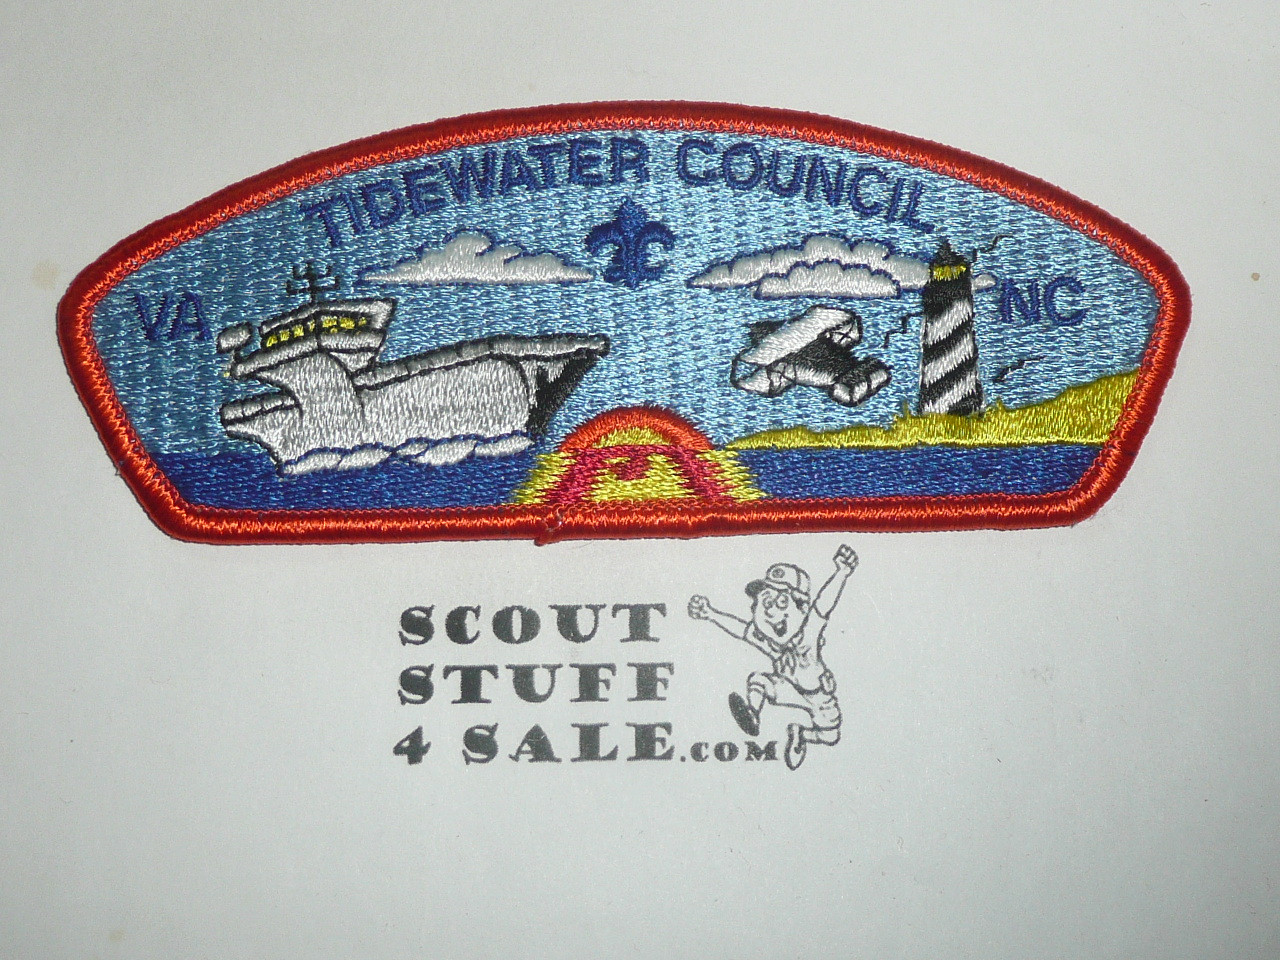 TIDEWATER COUNCIL
VA
NC
SCOUT
STUFF
4 SALE.COM